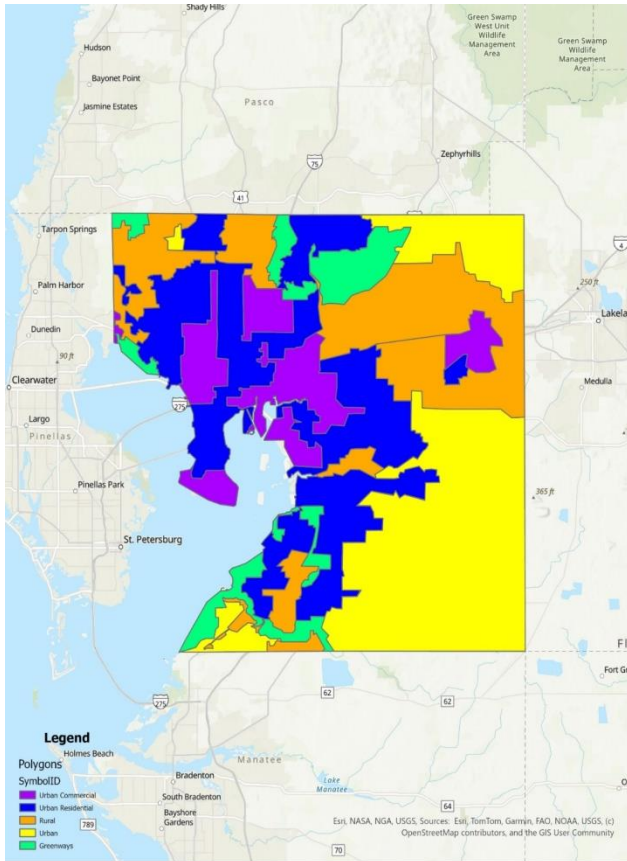 Shady Hills
Green Swamp
West Unit
Wildlife
Management
Area
Green Swamp
Wildlife
Management
Area
Hudson
Bayonet Point
Jasmine Estates
Pasco
75
Zephyrhills
41
Tarpon Springs
4
Palm Harbor
250 ft
Lakela
Dunedin
90 ft
Clearwater
275
Medulla
Largo
Pinellas
Pinellas Park
365 ft
St. Petersburg
Fl
62
Fort Gr
275
62
Legend
Holmes Beach
Polygons
SymbolID
Urban Commercial
Urban Residential
Rural
Urban
Greenways
Manatee
Lake
Manatee
Bradenton
South Bradenton
Bayshore
Gardens
789
64
70
Esri, NASA, NGA, USGS, Sources: Esri, TomTom, Garmin, FAO, NOAA, USGS, (c)
OpenStreetMap contributors, and the GIS User Community